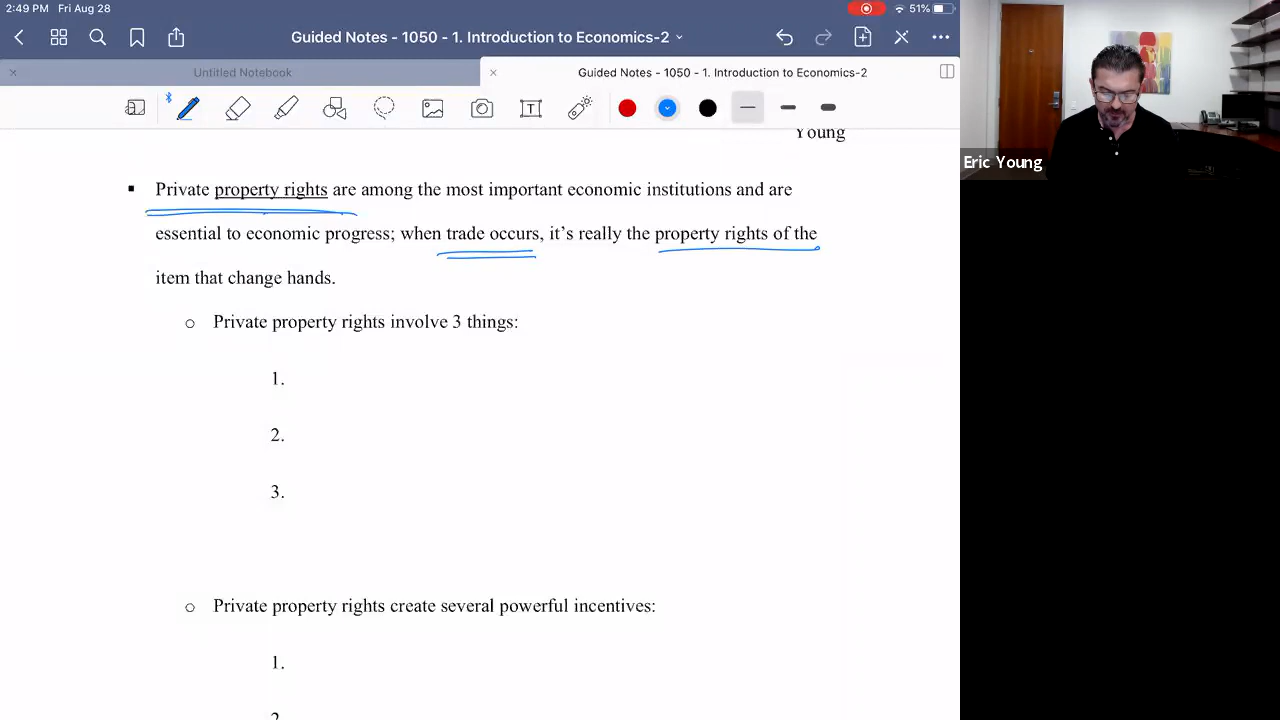 2:49 PM Fri Aug 28
51%
Guided Notes - 1050 - 1. Introduction to Economics-2
Untitled Notebook
Guided Notes - 1050 - 1. Introduction to Economics-2
T
Young
Eric Young
▪ Private property rights are among the most important economic institutions and are
essential to economic progress; when trade occurs, it’s really the property rights of the
item that change hands.
o Private property rights involve 3 things:
1.
2.
3.
o Private property rights create several powerful incentives:
1.
2